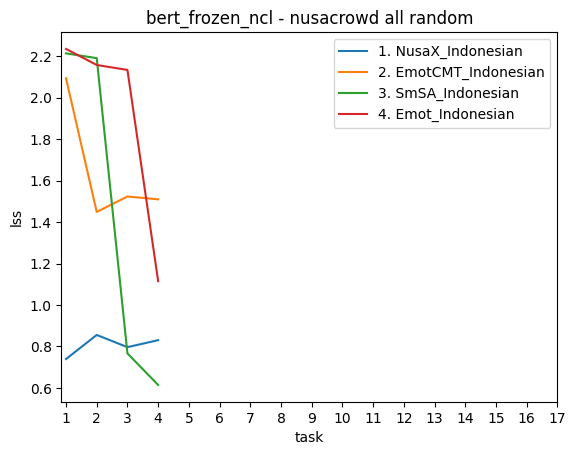 bert_frozen_ncl - nusacrowd all random
1. NusaX_Indonesian
2. EmotCMT_Indonesian
3. SmSA_Indonesian
4. Emot_Indonesian
lss
2.2
2.0
1.8
1.6
1.4
1.2
1.0
0.8
0.6
1 2 3 4 5 6 7 8 9 10 11 12 13 14 15 16 17
task